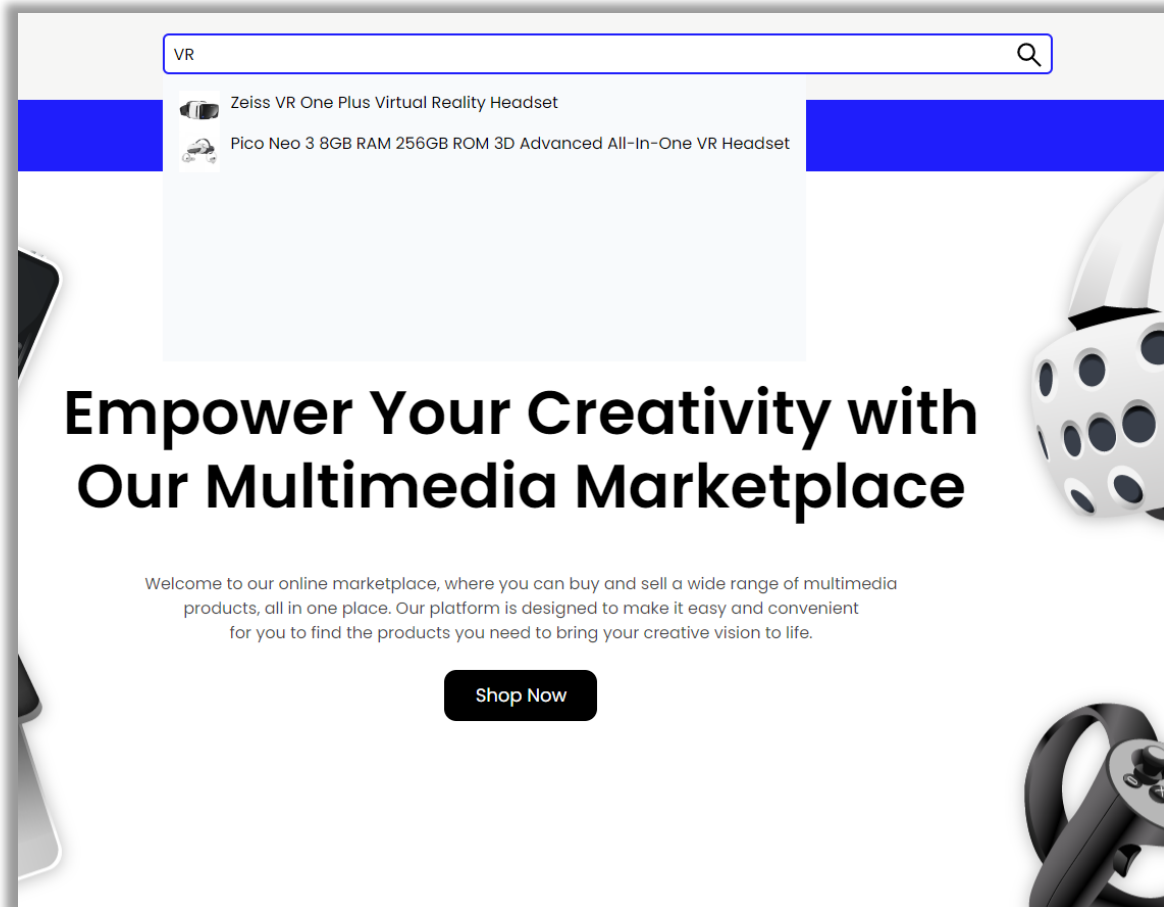 VR
Zeiss VR One Plus Virtual Reality Headset
Pico Neo 3 8GB RAM 256GB ROM 3D Advanced All-In-One VR Headset
Empower Your Creativity with
Our Multimedia Marketplace
Welcome to our online marketplace, where you can buy and sell a wide range of multimedia
products, all in one place. Our platform is designed to make it easy and convenient
for you to find the products you need to bring your creative vision to life.
Shop Now